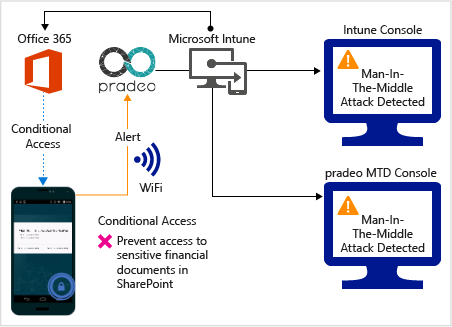 Office 365
Microsoft Intune
Intune Console
pradeo
Man-In-
The-Middle
Attack Detected
Conditional
Access
Alert
WiFi
pradeo MTD Console
Man-In-
The-Middle
Attack Detected
Conditional Access
Prevent access to
sensitive financial
documents in
SharePoint